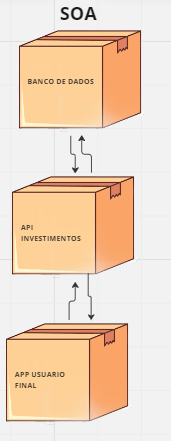 SOA
BANCO DE DADOS
API
INVESTIMENTOS
APP USUARIO
FINAL